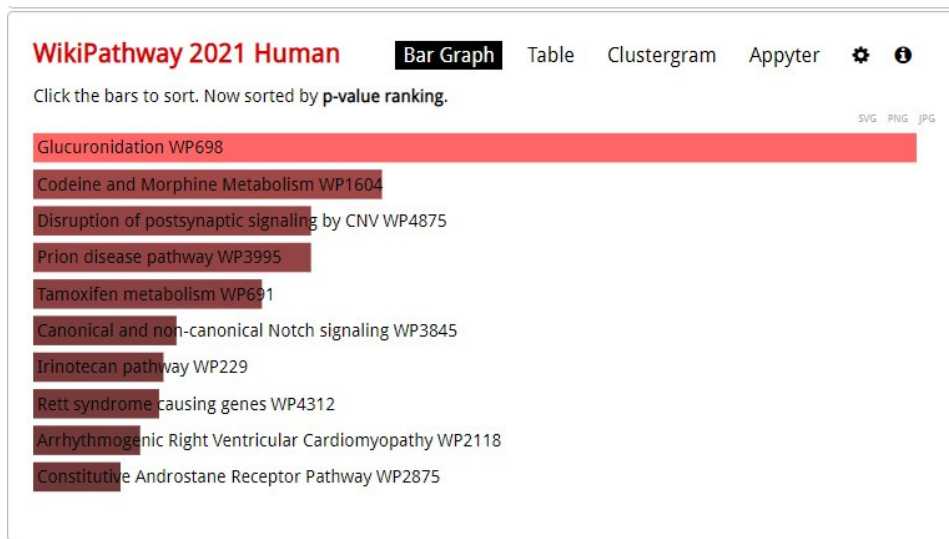 WikiPathway 2021 Human Bar Graph Table Clustergram Appyter
Click the bars to sort. Now sorted by p-value ranking.
SVG PNG JPG
Glucuronidation WP698
Codeine and Morphine Metabolism WP1604
Disruption of postsynaptic signaling by CNV WP4875
Prion disease pathway WP3995
Tamoxifen metabolism WP691
Canonical and non-canonical Notch signaling WP3845
Irinotecan pathway WP229
Rett syndrome causing genes WP4312
Arrhythmogenic Right Ventricular Cardiomyopathy WP2118
Constitutive Androstane Receptor Pathway WP2875